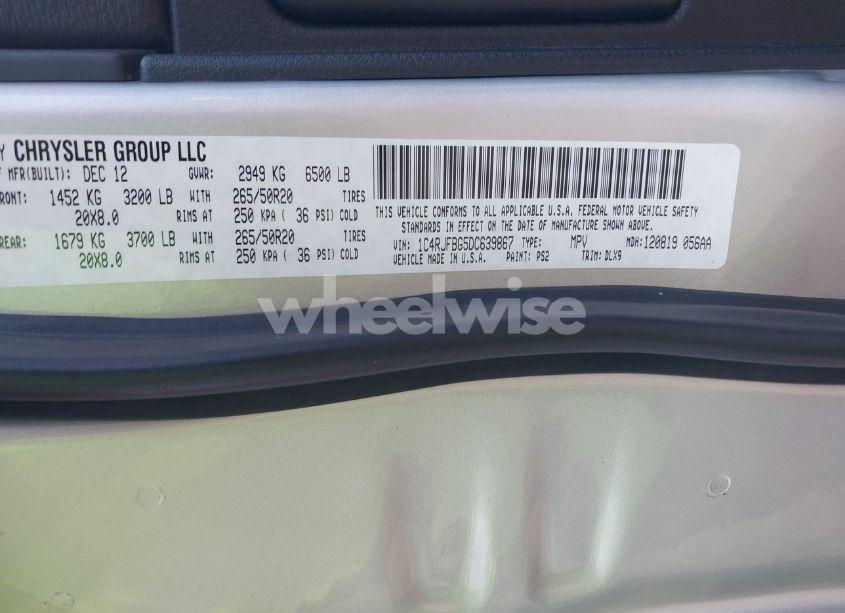 Y CHRYSLER GROUP LLC
F MFR(BUILT): DEC 12 GVWR: 2949 KG 6500 LB
FRONT: 1452 KG 3200 LB WITH 265/50R20 TIRES
20X8.0 RIMS AT 250 KPA ( 36 PSI) COLD
REAR: 1679 KG 3700 LB WITH 265/50R20 TIRES
20X8.0 RIMS AT 250 KPA ( 36 PSI) COLD
THIS VEHICLE CONFORMS TO ALL APPLICABLE U.S.A. FEDERAL MOTOR VEHICLE SAFETY
STANDARDS IN EFFECT ON THE DATE OF MANUFACTURE SHOWN ABOVE.
VIN: 1C4RJFBG5DC639867 TYPE: MPV MDH: 120819 056AA
VEHICLE MADE IN U.S.A. PAINT: PS2 TRIM: DLX9
wheelwise